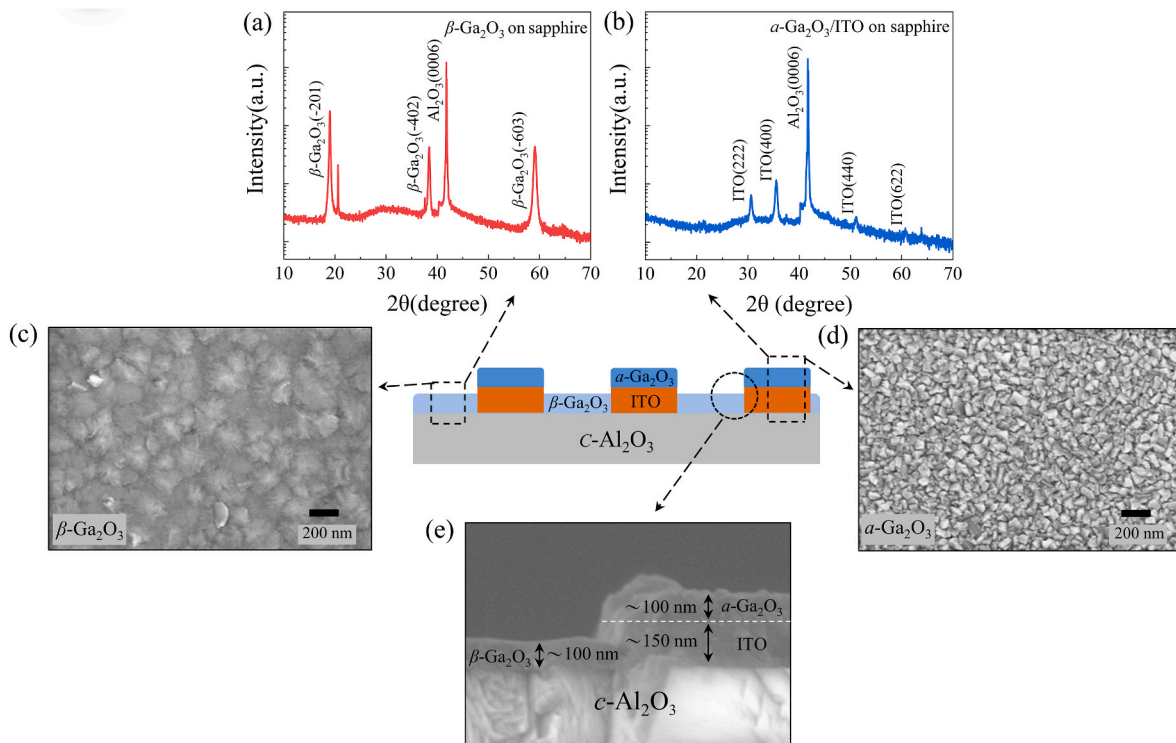 (a)
β-Ga₂O₃ on sapphire
Intensity(a.u.)
β-Ga₂O₃(-201)
β-Ga₂O₃(-402)
Al₂O₃(0006)
β-Ga₂O₃(-603)
10 20 30 40 50 60 70
2θ(degree)
(b)
a-Ga₂O₃/ITO on sapphire
Intensity(a.u.)
ITO(222)
ITO(400)
Al₂O₃(0006)
ITO(440)
ITO(622)
10 20 30 40 50 60 70
2θ(degree)
(c)
β-Ga₂O₃
200 nm
a-Ga₂O₃
β-Ga₂O₃
ITO
c-Al₂O₃
(d)
a-Ga₂O₃
200 nm
(e)
~100 nm
a-Ga₂O₃
~150 nm
ITO
β-Ga₂O₃
~100 nm
c-Al₂O₃